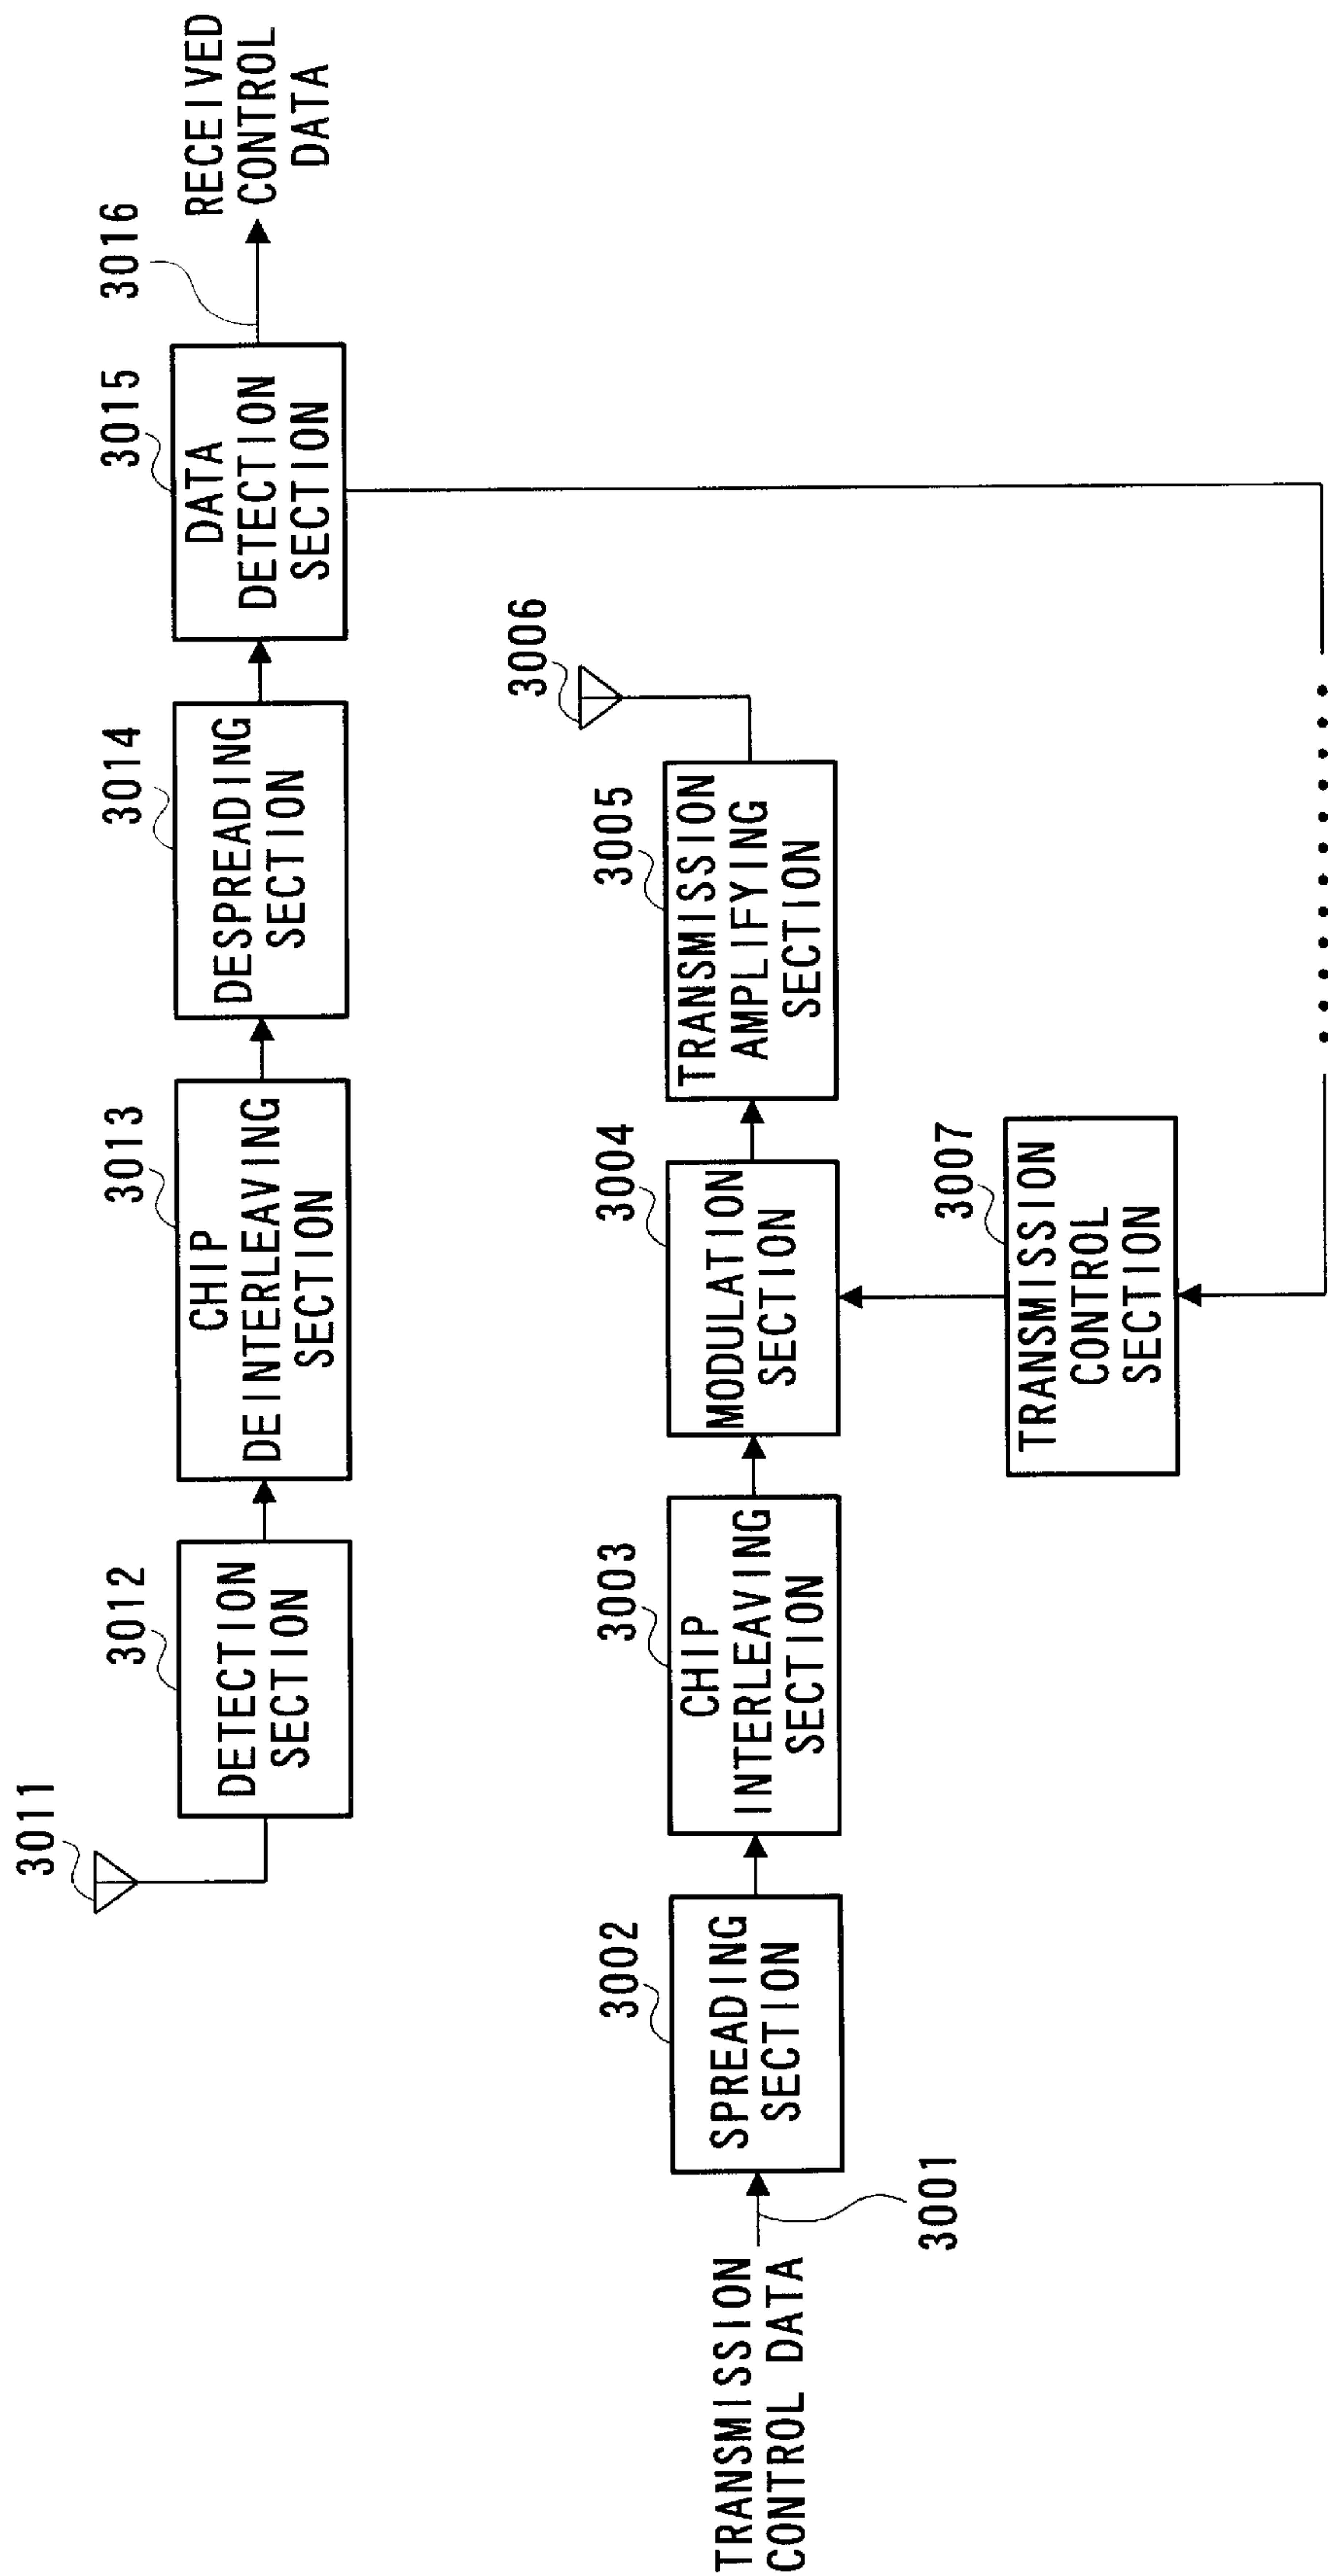 3011
3012
DETECTION
SECTION
3013
CHIP
DEINTERLEAVING
SECTION
3014
DESPREADING
SECTION
3015
DATA
DETECTION
SECTION
3016
RECEIVED
CONTROL
DATA
TRANSMISSION
CONTROL DATA
3001
3002
SPREADING
SECTION
3003
CHIP
INTERLEAVING
SECTION
3004
MODULATION
SECTION
3005
TRANSMISSION
AMPLIFYING
SECTION
3006
3007
TRANSMISSION
CONTROL
SECTION